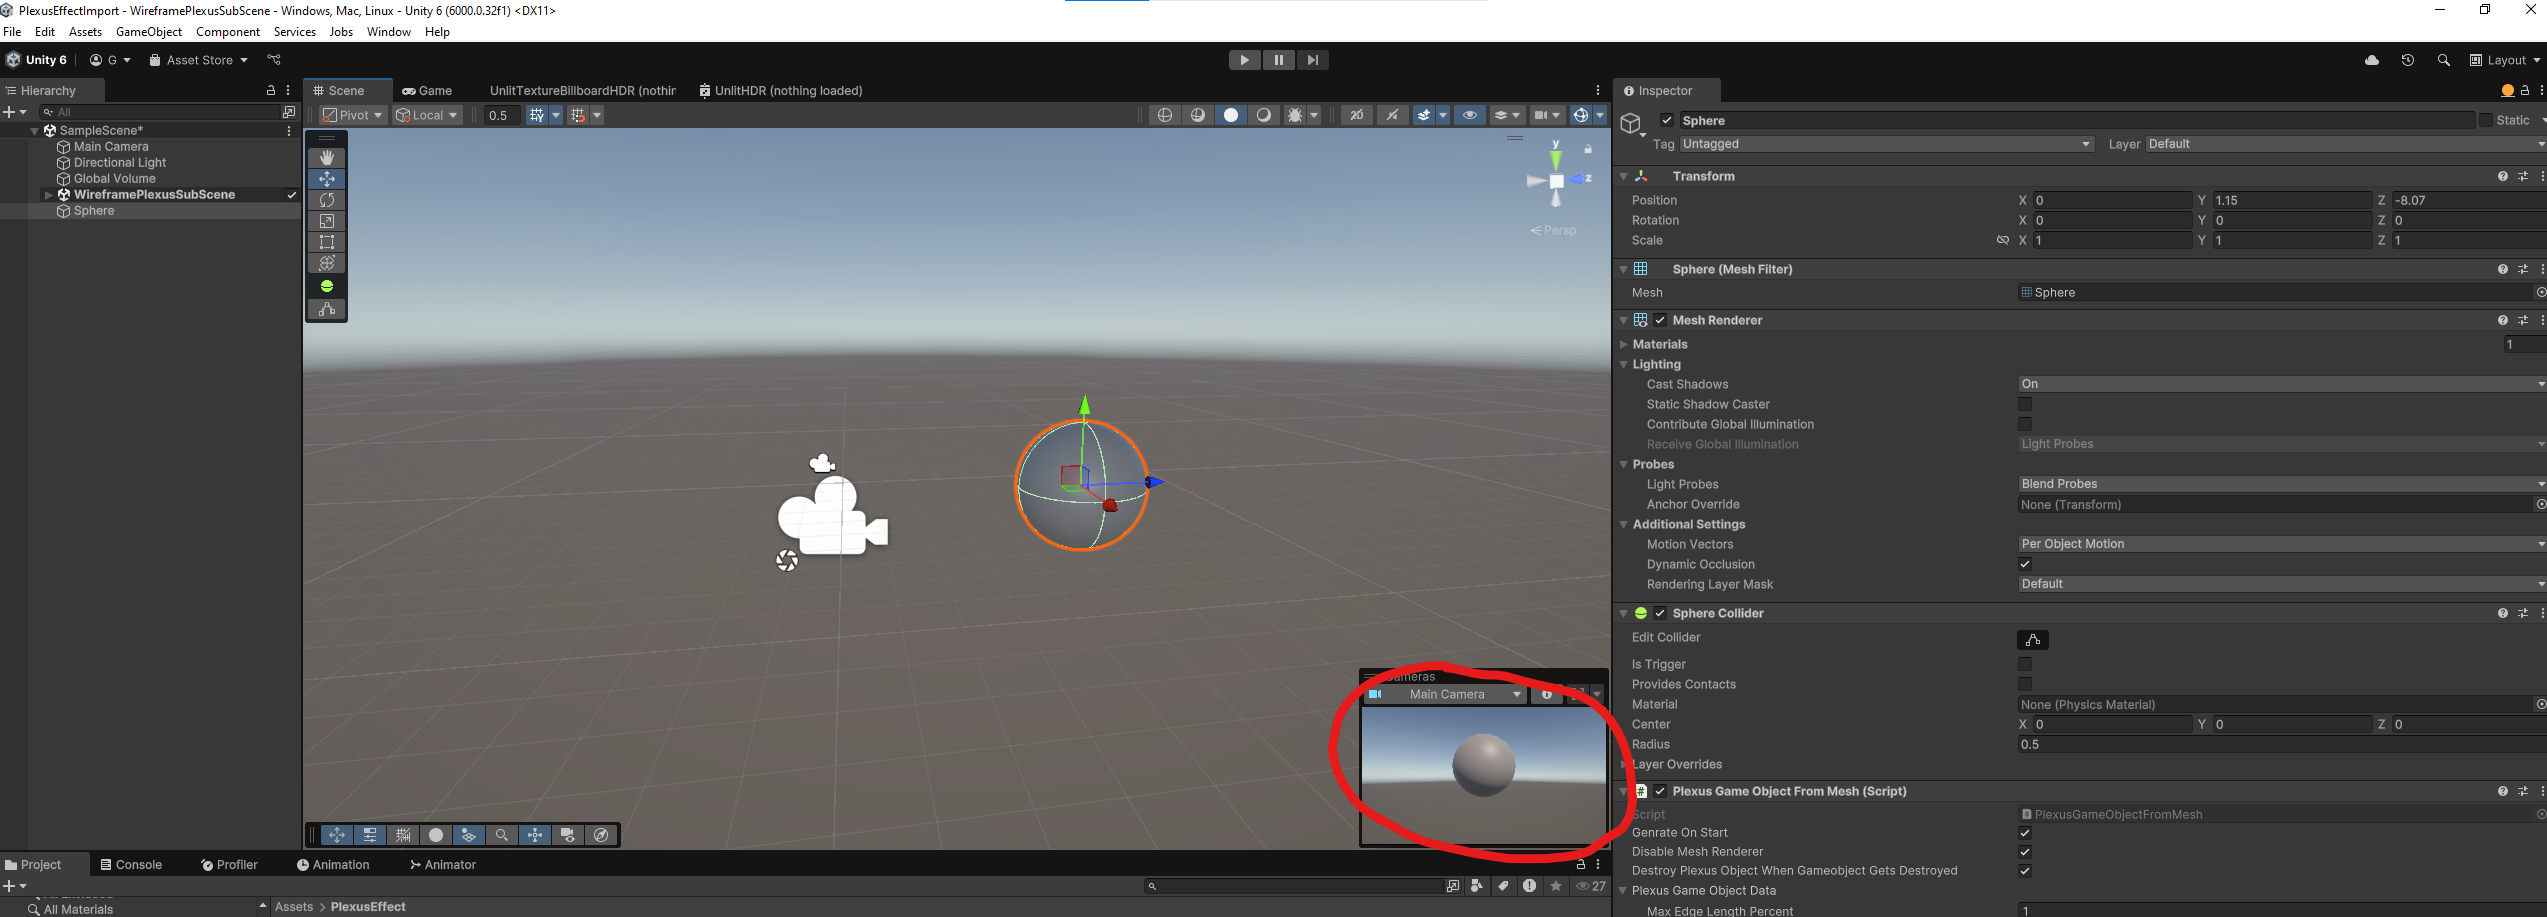 PlexusEffectImport - WireframePlexusSubScene - Windows, Mac, Linux - Unity 6 (6000.0.32f1) <DX11>
File Edit Assets GameObject Component Services Jobs Window Help
Unity 6 G Asset Store Layout
Hierarchy
All
SampleScene*
Main Camera
Directional Light
Global Volume
WireframePlexusSubScene
Sphere
Scene Game UnlitTextureBillboardHDR (nothir UnlitHDR (nothing loaded)
Pivot Local 0.5 2D
y
z
Persp
Main Camera
Inspector
Sphere Static
Tag Untagged Layer Default
Transform
Position X 0 Y 1.15 Z -8.07
Rotation X 0 Y 0 Z 0
Scale X 1 Y 1 Z 1
Sphere (Mesh Filter)
Mesh Sphere
Mesh Renderer
Materials 1
Lighting
Cast Shadows On
Static Shadow Caster
Contribute Global Illumination
Receive Global Illumination Light Probes
Probes
Light Probes Blend Probes
Anchor Override None (Transform)
Additional Settings
Motion Vectors Per Object Motion
Dynamic Occlusion
Rendering Layer Mask Default
Sphere Collider
Edit Collider
Is Trigger
Provides Contacts
Material None (Physics Material)
Center X 0 Y 0 Z 0
Radius 0.5
Layer Overrides
# Plexus Game Object From Mesh (Script)
Script PlexusGameObjectFromMesh
Genrate On Start
Disable Mesh Renderer
Destroy Plexus Object When Gameobject Gets Destroyed
Plexus Game Object Data
Max Edge Length Percent 1
Project Console Profiler Animation Animator
27
All Materials
Assets > PlexusEffect